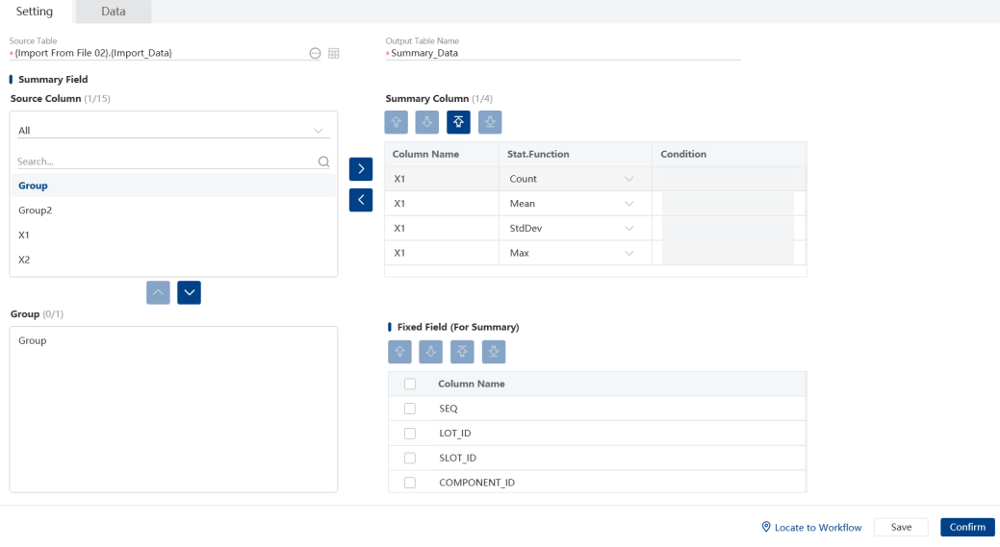 Setting
Data
Source Table
* {Import From File 02}.{Import_Data}
Output Table Name
* Summary_Data
Summary Field
Source Column (1/15)
All
Search...
Group
Group2
X1
X2
Summary Column (1/4)
Column Name Stat.Function Condition
X1 Count
X1 Mean
X1 StdDev
X1 Max
Group (0/1)
Group
Fixed Field (For Summary)
Column Name
SEQ
LOT_ID
SLOT_ID
COMPONENT_ID
Locate to Workflow
Save
Confirm